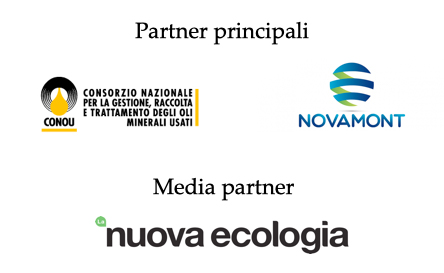 Partner principali
CONSORZIO NAZIONALE
PER LA GESTIONE, RACCOLTA
E TRATTAMENTO DEGLI OLI
MINERALI USATI
CONOU
NOVAMONT
Media partner
La
nuova ecologia